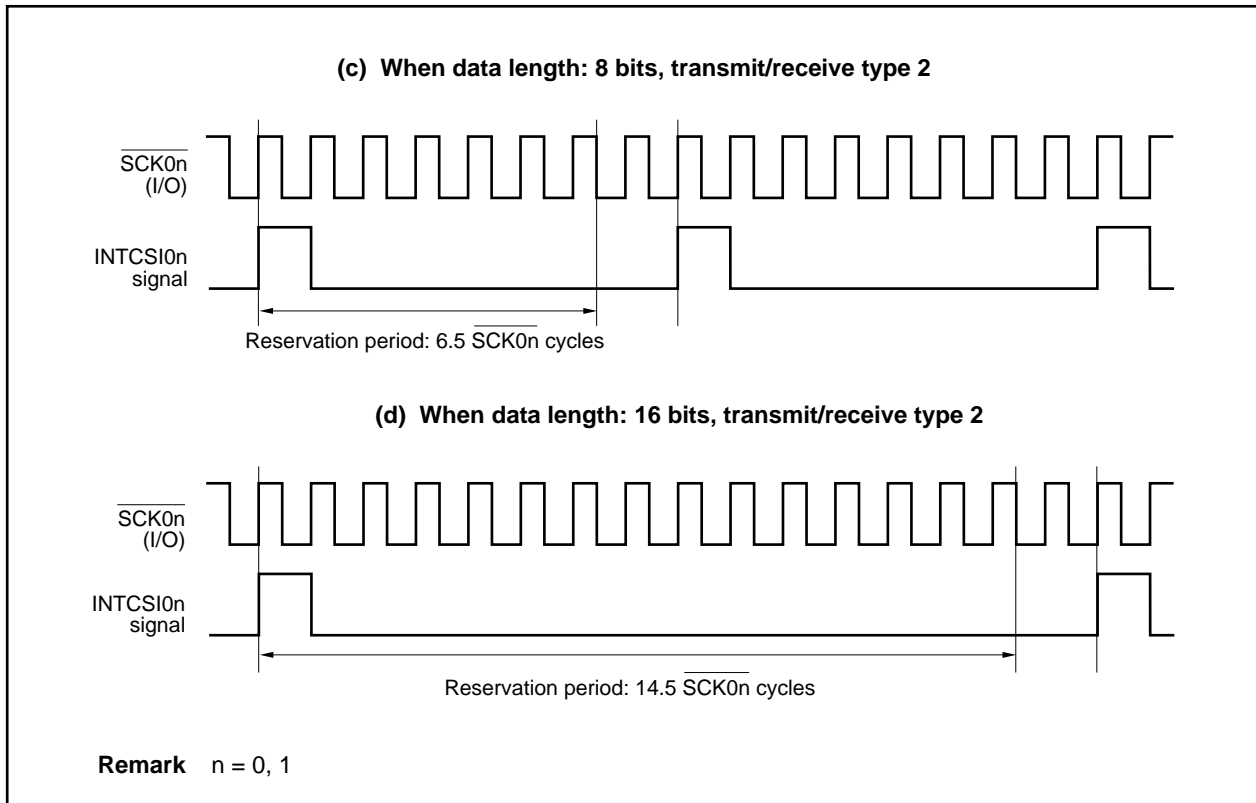 (c) When data length: 8 bits, transmit/receive type 2
SCK0n
(I/O)
INTCSI0n
signal
Reservation period: 6.5 SCK0n cycles
(d) When data length: 16 bits, transmit/receive type 2
SCK0n
(I/O)
INTCSI0n
signal
Reservation period: 14.5 SCK0n cycles
Remark n = 0, 1